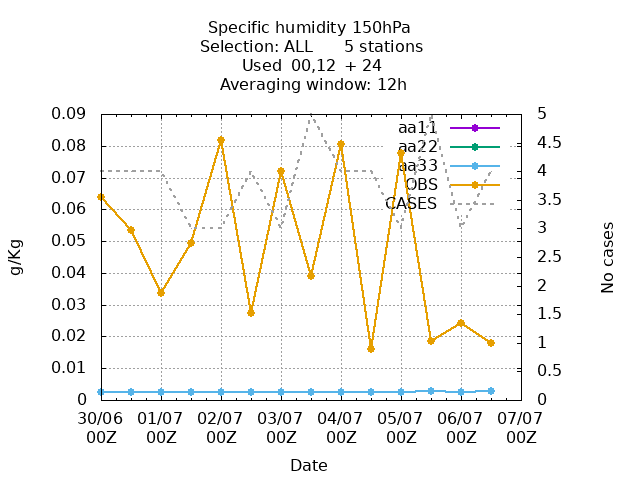 Specific humidity 150hPa
Selection: ALL 5 stations
Used 00,12 + 24
Averaging window: 12h
0.09
0.08
0.07
0.06
0.05
0.04
0.03
0.02
0.01
0
g/Kg
5
4.5
4
3.5
3
2.5
2
1.5
1
0.5
0
No cases
aa11
aa22
aa33
OBS
CASES
30/06 01/07 02/07 03/07 04/07 05/07 06/07 07/07
00Z 00Z 00Z 00Z 00Z 00Z 00Z 00Z
Date